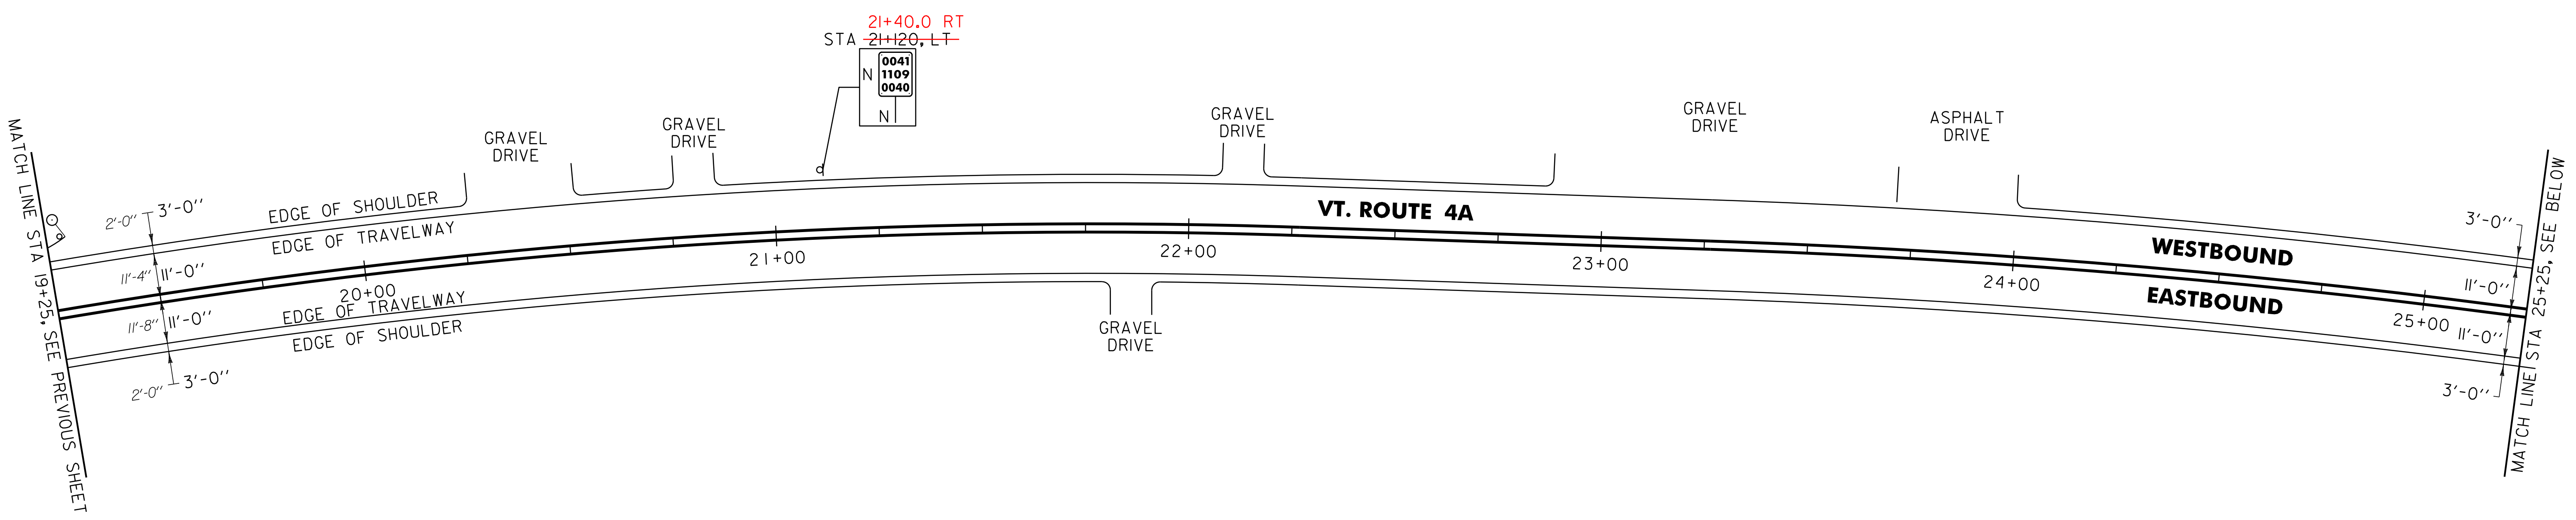 21+40.0 RT
STA 21+120, LT
0041
1109
0040
N
N
GRAVEL
DRIVE
GRAVEL
DRIVE
GRAVEL
DRIVE
GRAVEL
DRIVE
ASPHALT
DRIVE
MATCH LINE STA 19+25, SEE PREVIOUS SHEET
2'-0'' 3'-0''
EDGE OF SHOULDER
EDGE OF TRAVELWAY
11'-4'' 11'-0''
11'-8'' 11'-0''
2'-0'' 3'-0''
20+00
EDGE OF TRAVELWAY
EDGE OF SHOULDER
21+00
22+00
GRAVEL
DRIVE
VT. ROUTE 4A
23+00
24+00
WESTBOUND
EASTBOUND
25+00
3'-0''
11'-0''
11'-0''
3'-0''
MATCH LINE STA 25+25, SEE BELOW